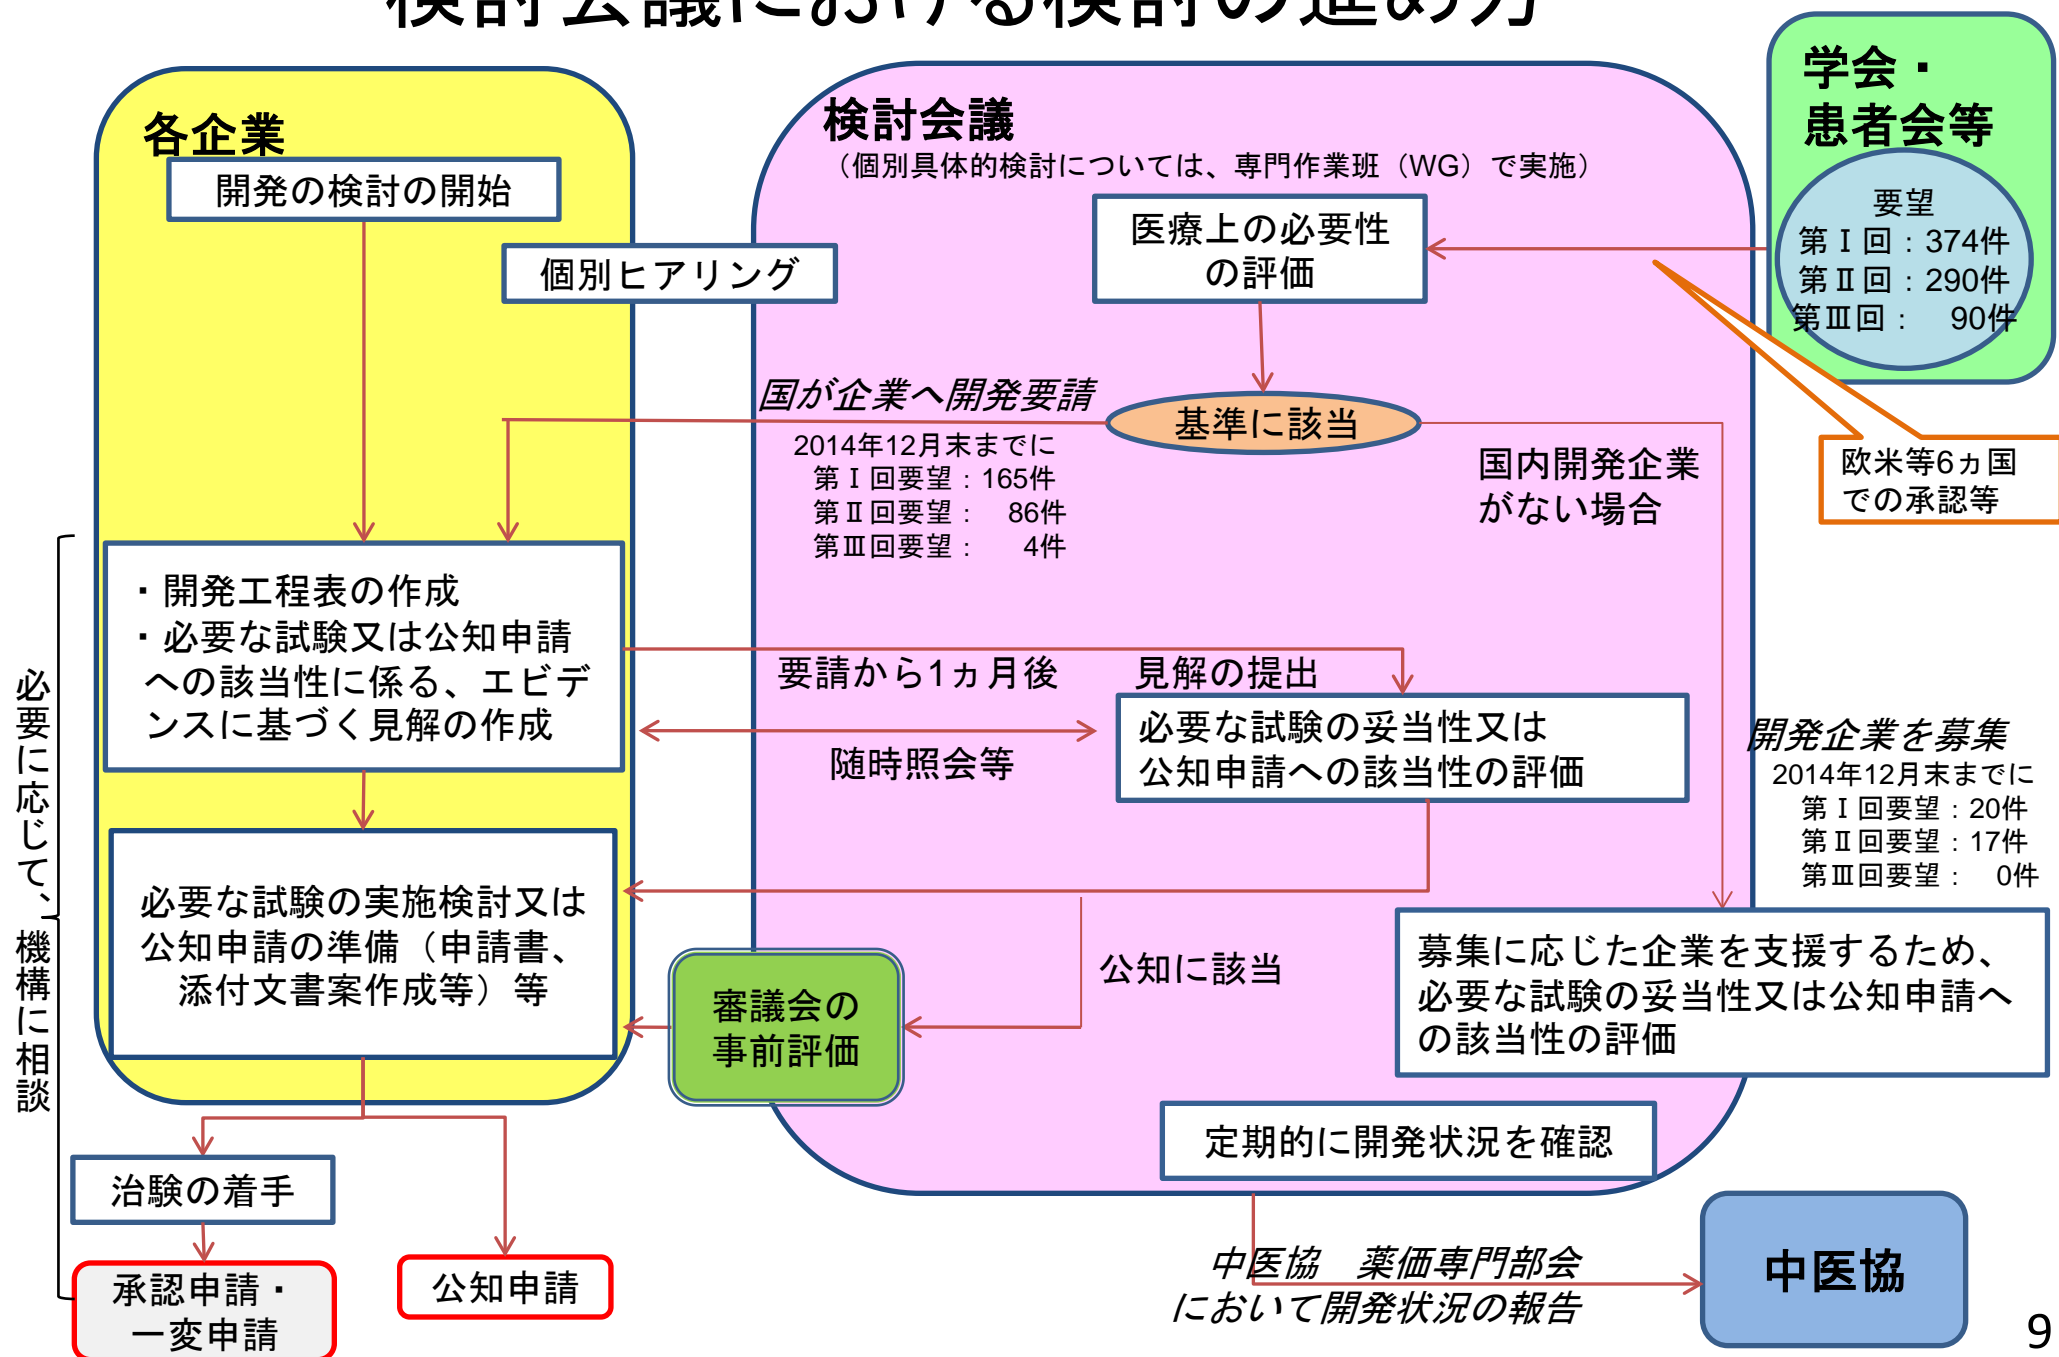 検討会議における検討の進め方
各企業
開発の検討の開始
個別ヒアリング
検討会議
（個別具体的検討については、専門作業班（WG）で実施）
医療上の必要性
の評価
学会・
患者会等
要望
第Ⅰ回：374件
第Ⅱ回：290件
第Ⅲ回：　90件
欧米等6ヵ国
での承認等
国が企業へ開発要請
2014年12月末までに
第Ⅰ回要望：165件
第Ⅱ回要望：　86件
第Ⅲ回要望：　 4件
基準に該当
国内開発企業
がない場合
・開発工程表の作成
・必要な試験又は公知申請
への該当性に係る、エビデ
ンスに基づく見解の作成
要請から1ヵ月後　　見解の提出
随時照会等
必要な試験の妥当性又は
公知申請への該当性の評価
開発企業を募集
2014年12月末までに
第Ⅰ回要望：20件
第Ⅱ回要望：17件
第Ⅲ回要望：　0件
必要に応じて、機構に相談
必要な試験の実施検討又は
公知申請の準備（申請書、
添付文書案作成等）等
審議会の
事前評価
公知に該当
募集に応じた企業を支援するため、
必要な試験の妥当性又は公知申請へ
の該当性の評価
定期的に開発状況を確認
治験の着手
承認申請・
一変申請
公知申請
中医協　薬価専門部会
において開発状況の報告
中医協
9